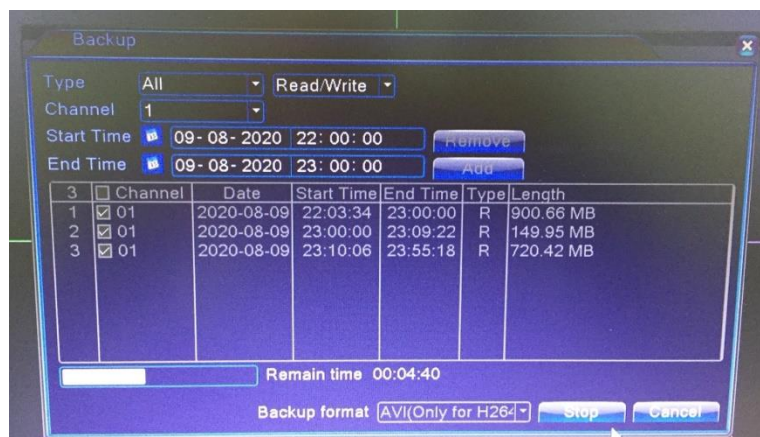 Backup
Type All Read/Write
Channel 1
Start Time 09-08-2020 22:00:00 Remove
End Time 09-08-2020 23:00:00 Add
3 Channel Date Start Time End Time Type Length
1 01 2020-08-09 22:03:34 23:00:00 R 900.66 MB
2 01 2020-08-09 23:00:00 23:09:22 R 149.95 MB
3 01 2020-08-09 23:10:06 23:55:18 R 720.42 MB
Remain time 00:04:40
Backup format AVI(Only for H264 Stop Cancel